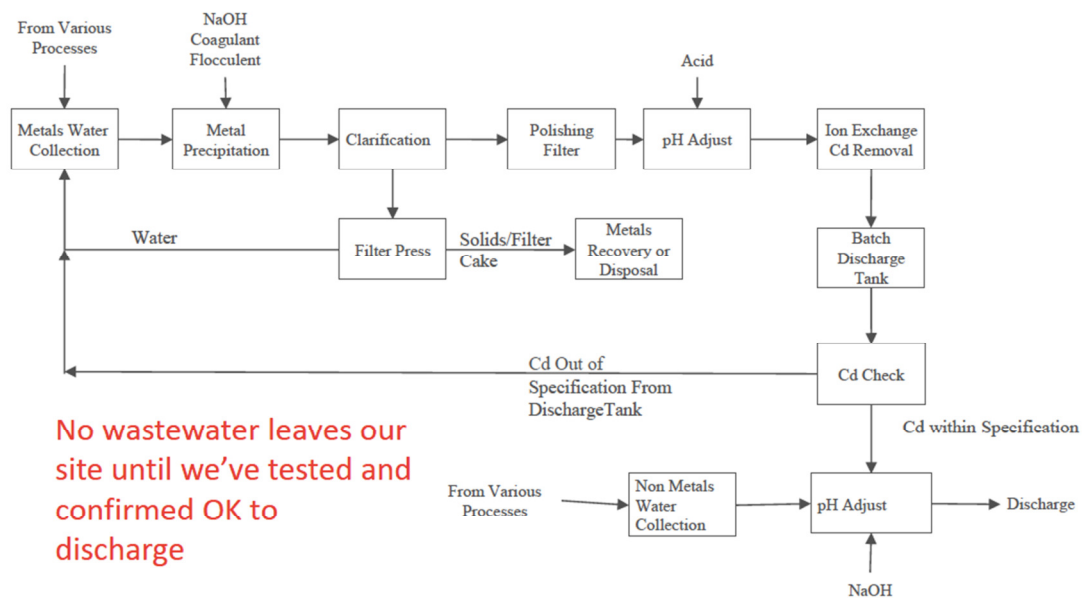 From Various
Processes
NaOH
Coagulant
Flocculent
Acid
Metals Water
Collection
Metal
Precipitation
Clarification
Polishing
Filter
pH Adjust
Ion Exchange
Cd Removal
Water
Filter Press
Solids/Filter
Cake
Metals
Recovery or
Disposal
Batch
Discharge
Tank
Cd Out of
Specification From
DischargeTank
Cd Check
Cd within Specification
No wastewater leaves our
site until we’ve tested and
confirmed OK to
discharge
From Various
Processes
Non Metals
Water
Collection
pH Adjust
Discharge
NaOH